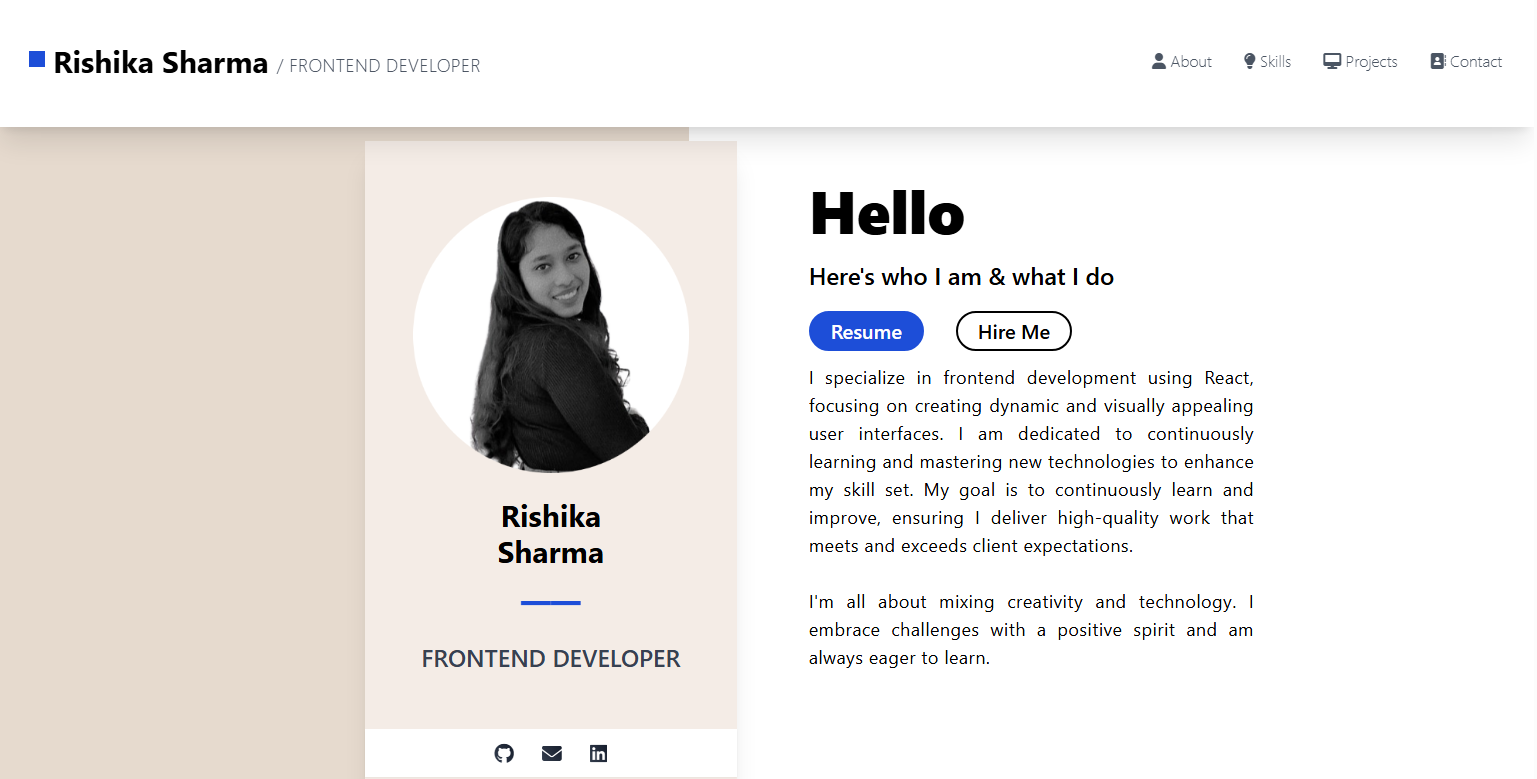 Rishika Sharma / FRONTEND DEVELOPER
About Skills Projects Contact
Rishika
Sharma
FRONTEND DEVELOPER
Hello
Here's who I am & what I do
Resume Hire Me
I specialize in frontend development using React,
focusing on creating dynamic and visually appealing
user interfaces. I am dedicated to continuously
learning and mastering new technologies to enhance
my skill set. My goal is to continuously learn and
improve, ensuring I deliver high-quality work that
meets and exceeds client expectations.
I'm all about mixing creativity and technology. I
embrace challenges with a positive spirit and am
always eager to learn.